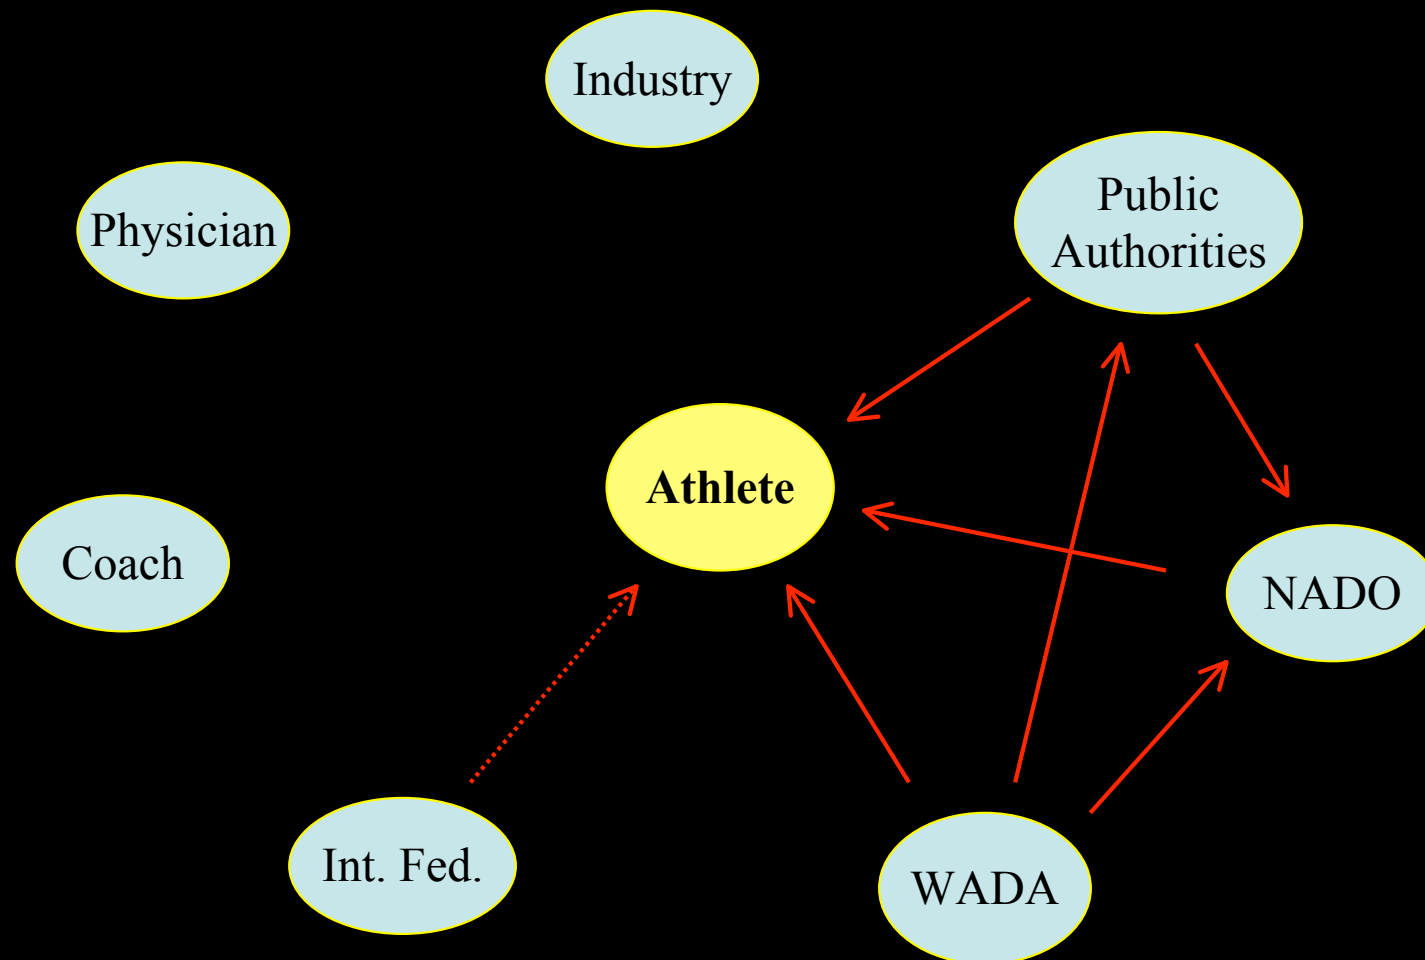 Industry
Physician
Public
Authorities
Athlete
Coach
NADO
Int. Fed.
WADA